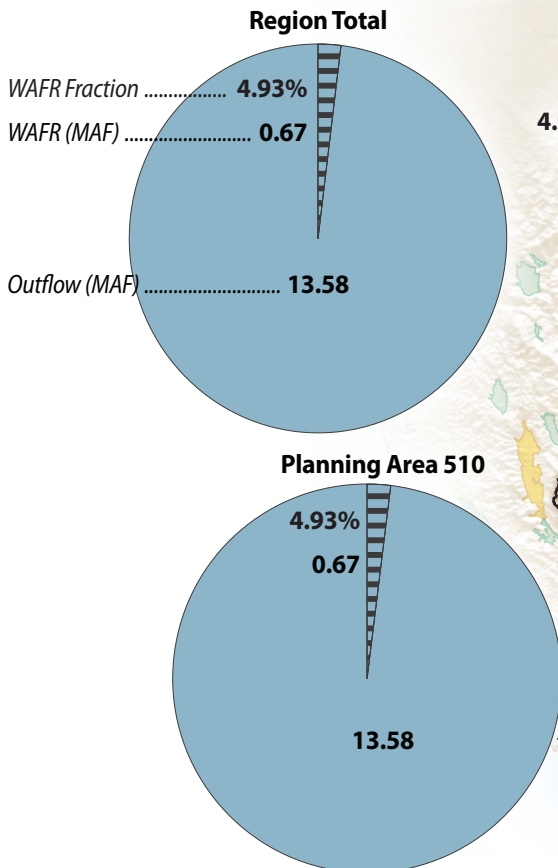 Region Total
WAFR Fraction ................ 4.93%
WAFR (MAF) ........................ 0.67
Outflow (MAF) .......................... 13.58
4.
Planning Area 510
4.93%
0.67
13.58